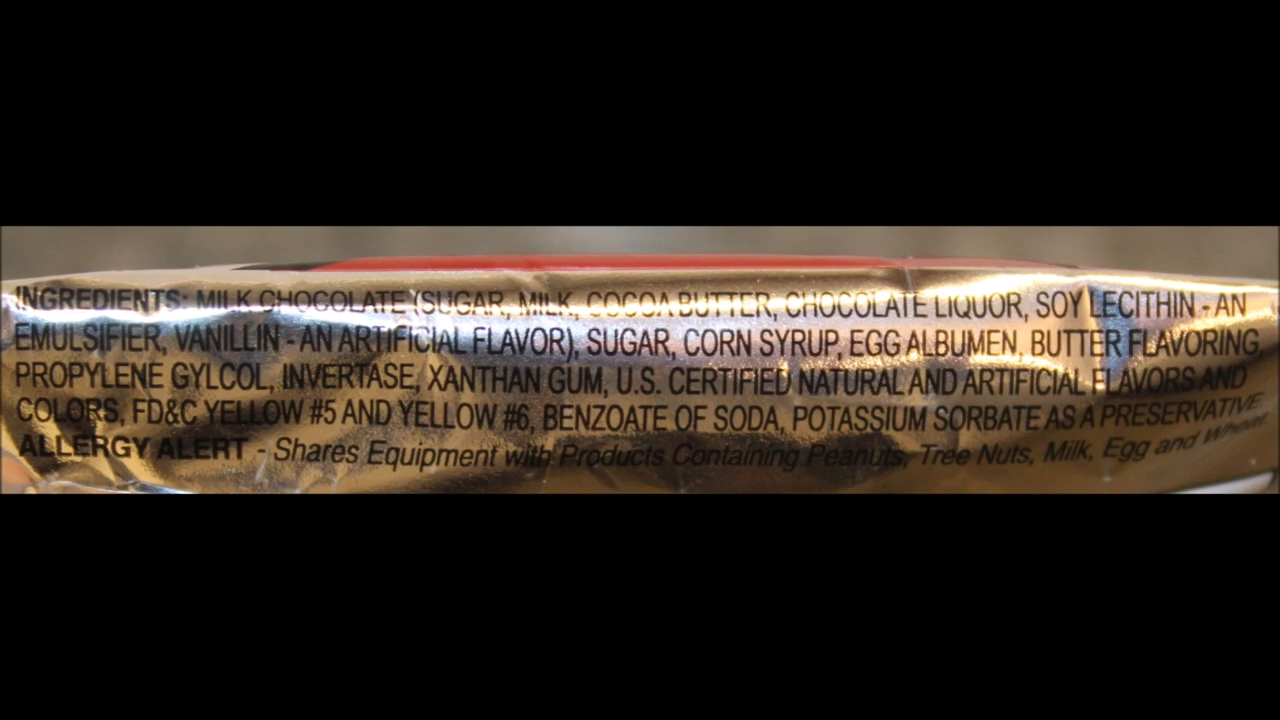 INGREDIENTS: MILK CHOCOLATE (SUGAR, MILK, COCOA BUTTER, CHOCOLATE LIQUOR, SOY LECITHIN - AN
EMULSIFIER, VANILLIN - AN ARTIFICIAL FLAVOR), SUGAR, CORN SYRUP, EGG ALBUMEN, BUTTER FLAVORING,
PROPYLENE GYLCOL, INVERTASE, XANTHAN GUM, U.S. CERTIFIED NATURAL AND ARTIFICIAL FLAVORS AND
COLORS, FD&C YELLOW #5 AND YELLOW #6, BENZOATE OF SODA, POTASSIUM SORBATE AS A PRESERVATIVE.
ALLERGY ALERT - Shares Equipment with Products Containing Peanuts, Tree Nuts, Milk, Egg and Wheat.